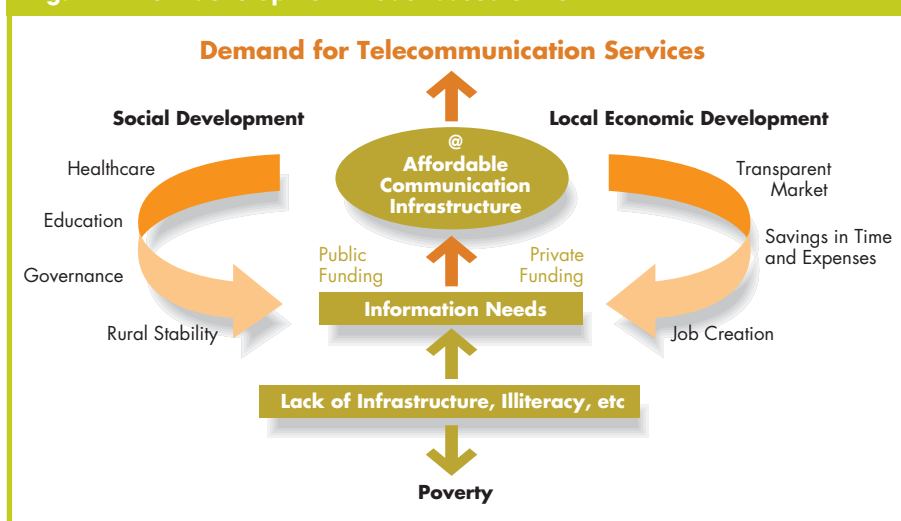 Demand for Telecommunication Services
Social Development
Local Economic Development
@
Affordable
Communication
Infrastructure
Healthcare
Education
Governance
Rural Stability
Transparent
Market
Savings in Time
and Expenses
Job Creation
Public
Funding
Private
Funding
Information Needs
Lack of Infrastructure, Illiteracy, etc
Poverty